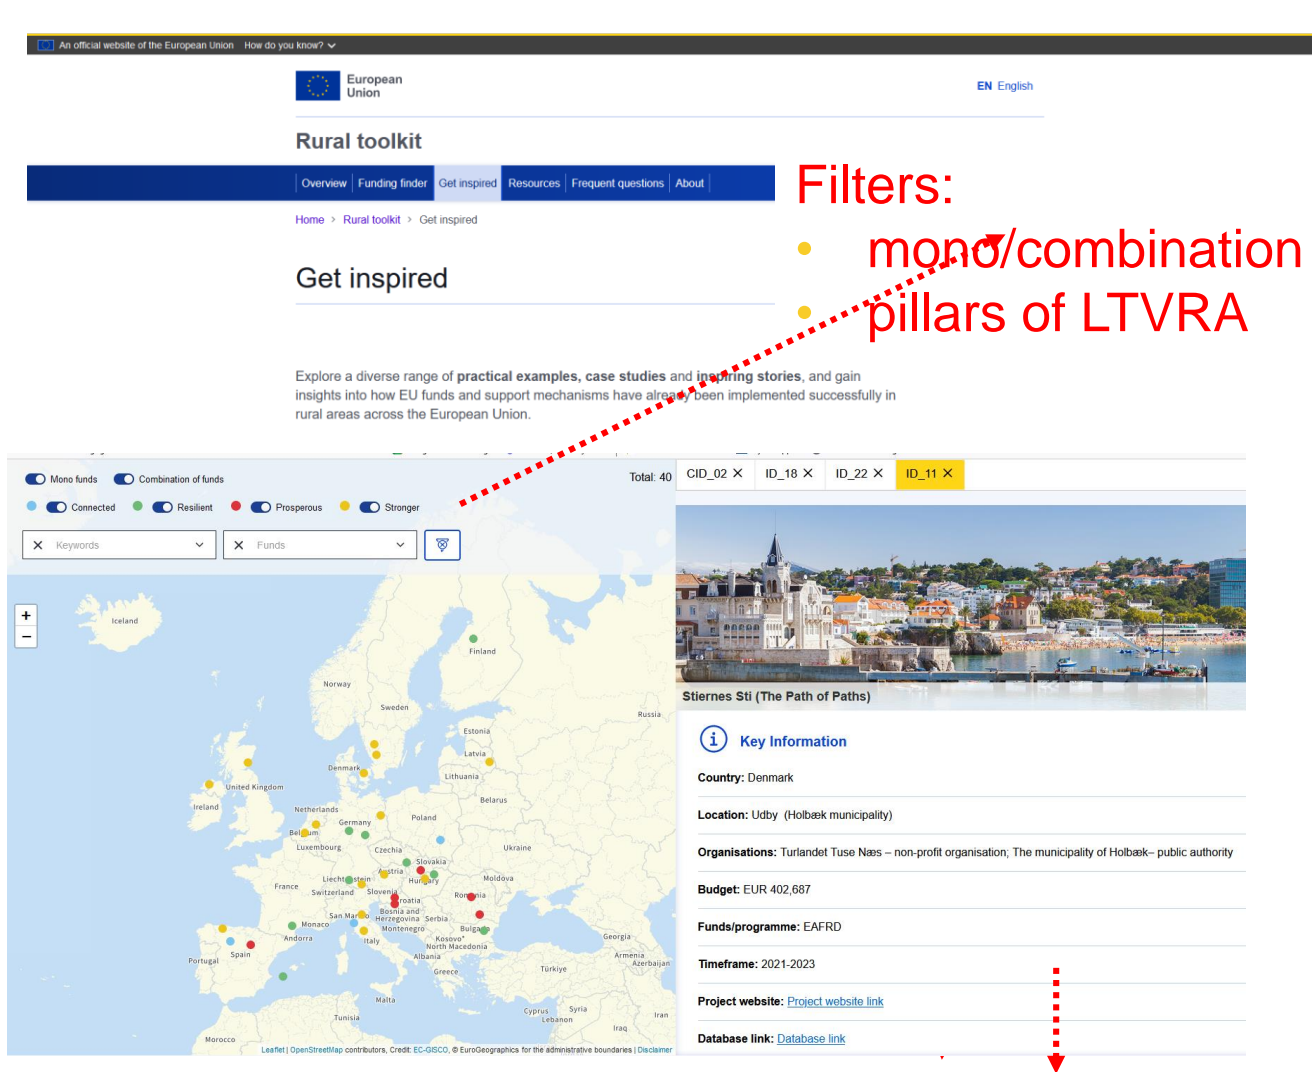 An official website of the European Union How do you know?
European
Union
EN English
Rural toolkit
Overview Funding finder Get inspired Resources Frequent questions About
Home > Rural toolkit > Get inspired
Filters:
• mono/combination
• pillars of LTVRA
Get inspired
Explore a diverse range of practical examples, case studies and inspiring stories, and gain
insights into how EU funds and support mechanisms have already been implemented successfully in
rural areas across the European Union.
Mono funds Combination of funds
Total: 40
Connected Resilient Prosperous Stronger
X Keywords X Funds
+
−
Iceland
Finland
Norway
Sweden
Russia
Estonia
Latvia
Denmark
Lithuania
United Kingdom
Ireland
Belarus
Netherlands
Poland
Germany
Belgium
Luxembourg
Czechia
Ukraine
Slovakia
Austria
Liechtenstein
Hungary
Moldova
France
Switzerland
Slovenia
Romania
Croatia
San Marino
Bosnia and
Herzegovina
Serbia
Monaco
Montenegro
Bulgaria
Andorra
Italy
Kosovo*
North Macedonia
Georgia
Portugal
Spain
Albania
Armenia
Azerbaijan
Greece
Türkiye
Malta
Cyprus
Syria
Lebanon
Tunisia
Iran
Iraq
Morocco
Leaflet | OpenStreetMap contributors, Credit: EC-GISCO, © EuroGeographics for the administrative boundaries | Disclaimer
CID_02 X ID_18 X ID_22 X ID_11 X
Stiernes Sti (The Path of Paths)
i Key Information
Country: Denmark
Location: Udby (Holbæk municipality)
Organisations: Turlandet Tuse Næs – non-profit organisation; The municipality of Holbæk– public authority
Budget: EUR 402,687
Funds/programme: EAFRD
Timeframe: 2021-2023
Project website: Project website link
Database link: Database link